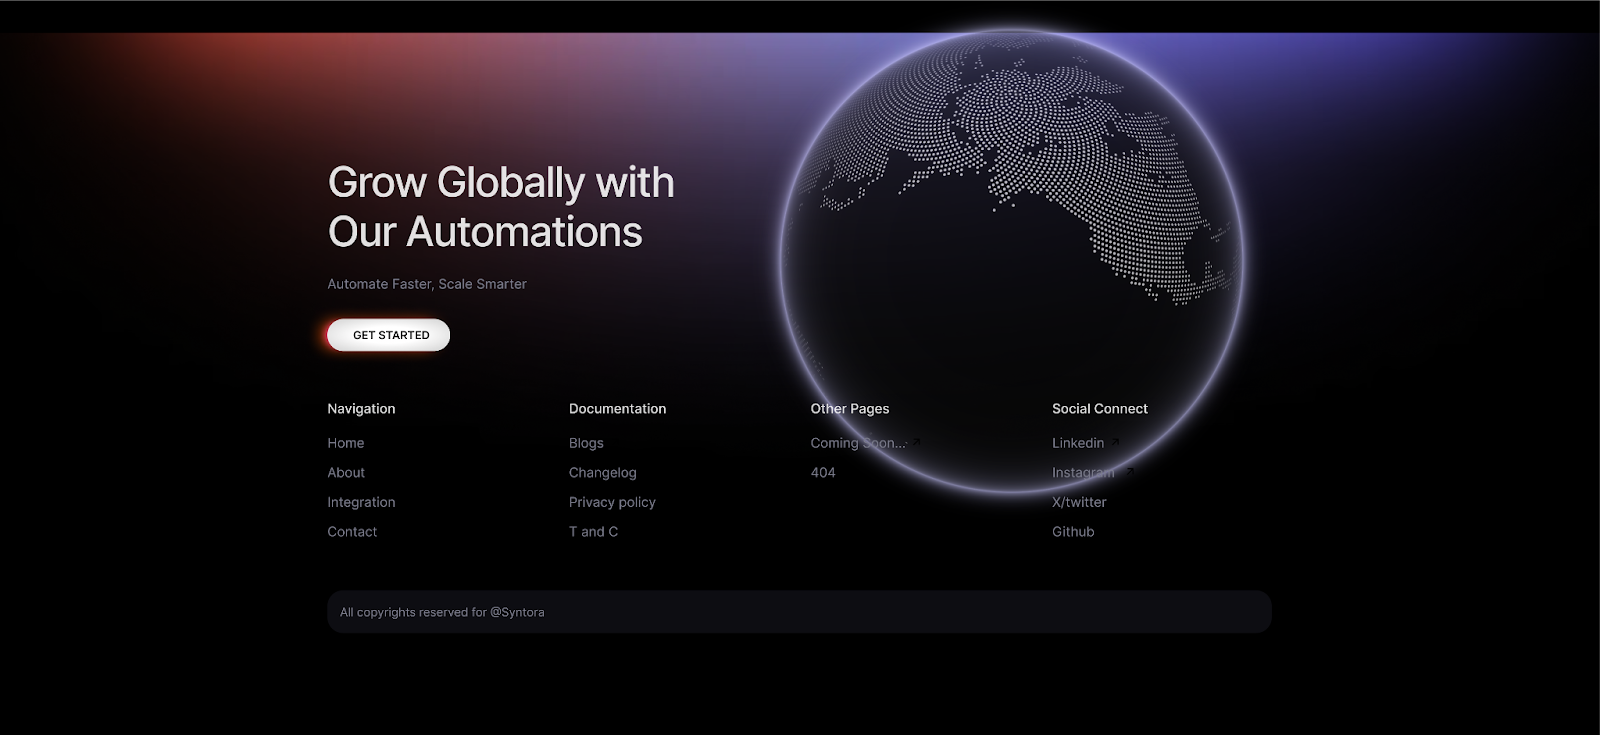 Grow Globally with
Our Automations
Automate Faster, Scale Smarter
GET STARTED
Navigation
Home
About
Integration
Contact
Documentation
Blogs
Changelog
Privacy policy
T and C
Other Pages
Coming Soon...
404
Social Connect
Linkedin
Instagram
X/twitter
Github
All copyrights reserved for @Syntora